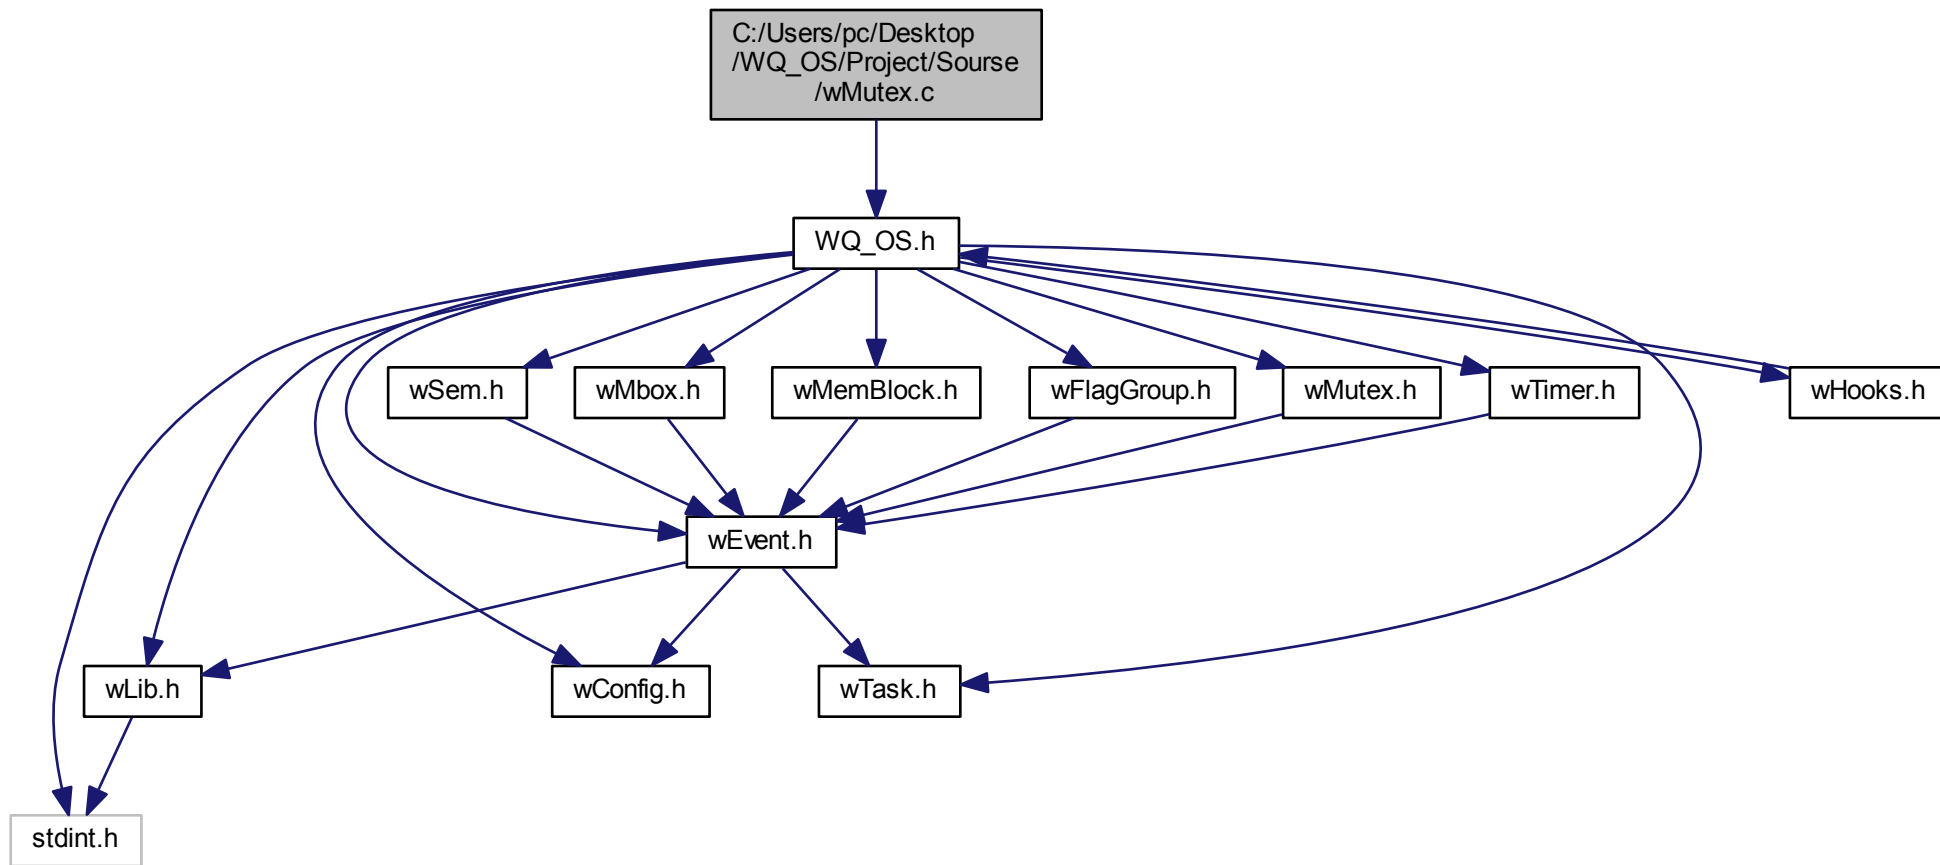 C:/Users/pc/Desktop
/WQ_OS/Project/Sourse
/wMutex.c
WQ_OS.h
wSem.h
wMbox.h
wMemBlock.h
wFlagGroup.h
wMutex.h
wTimer.h
wHooks.h
wEvent.h
wLib.h
wConfig.h
wTask.h
stdint.h